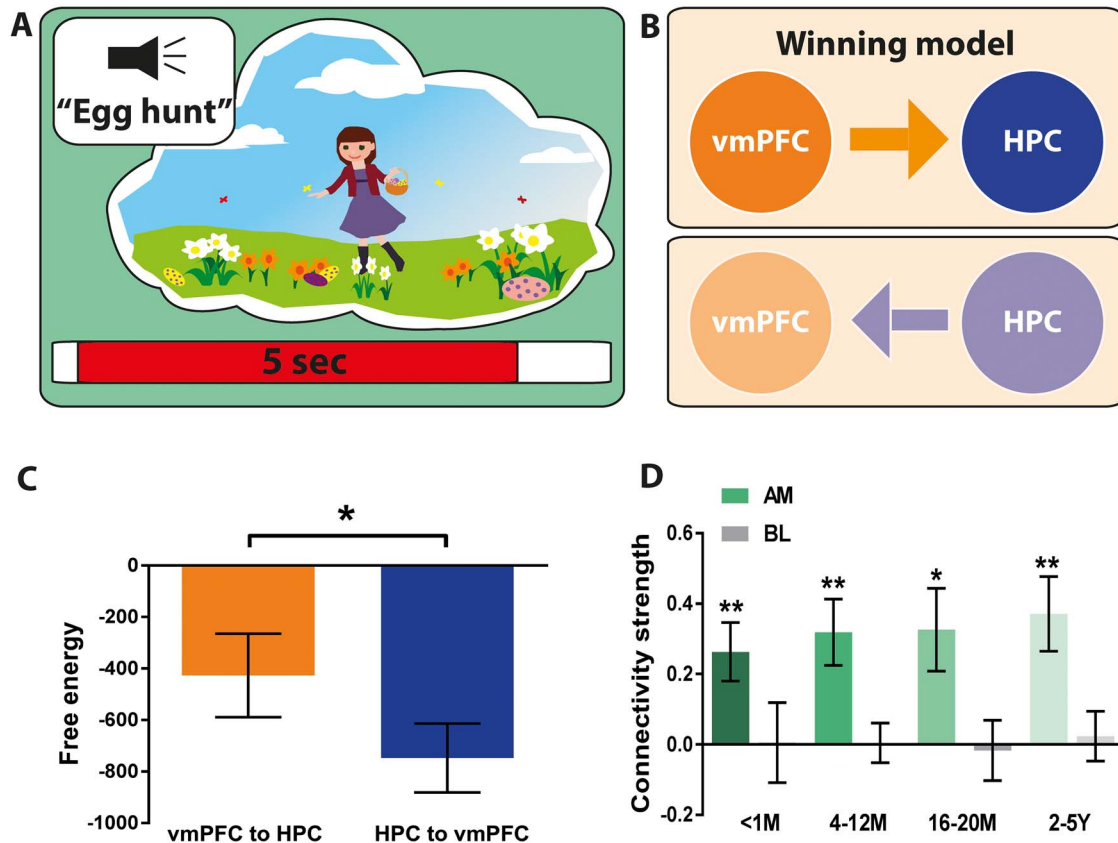 A
"Egg hunt"
5 sec
B
Winning model
vmPFC
HPC
vmPFC
HPC
C
*
0
-200
-400
-600
-800
-1000
Free energy
vmPFC to HPC
HPC to vmPFC
D
AM
BL
0.6
0.4
0.2
0.0
-0.2
Connectivity strength
**
**
*
**
<1M
4-12M
16-20M
2-5Y